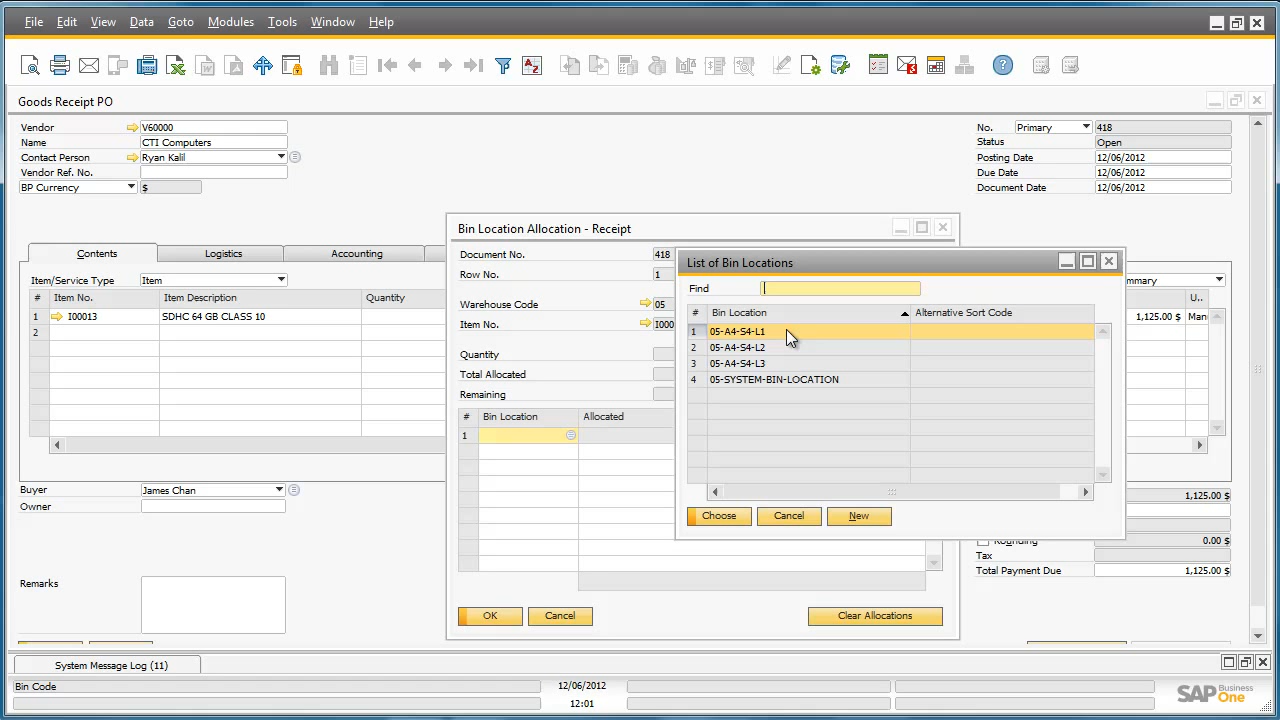 File Edit View Data Goto Modules Tools Window Help
Goods Receipt PO
Vendor V60000
Name CTI Computers
Contact Person Ryan Kalil
Vendor Ref. No.
BP Currency $
No. Primary 418
Status Open
Posting Date 12/06/2012
Due Date 12/06/2012
Document Date 12/06/2012
Contents Logistics Accounting
Item/Service Type Item
# Item No. Item Description Quantity
1 I00013 SDHC 64 GB CLASS 10
2
mmary
U..
1,125.00 $ Man
Bin Location Allocation - Receipt
Document No. 418
Row No. 1
Warehouse Code 05
Item No. I000
Quantity
Total Allocated
Remaining
# Bin Location Allocated
1
OK Cancel Clear Allocations
List of Bin Locations
Find
# Bin Location Alternative Sort Code
1 05-A4-S4-L1
2 05-A4-S4-L2
3 05-A4-S4-L3
4 05-SYSTEM-BIN-LOCATION
Choose Cancel New
Buyer James Chan
Owner
Remarks
1,125.00 $
Rounding 0.00 $
Tax
Total Payment Due 1,125.00 $
System Message Log (11)
Bin Code 12/06/2012
12:01
SAP Business One